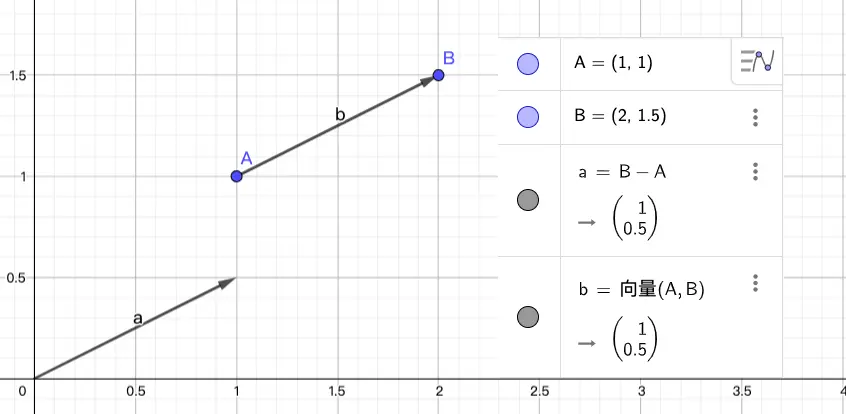 1.5
1
0.5
0
0.5
1
1.5
2
2.5
3
3.5
4
B
b
A
a
A = (1, 1)
B = (2, 1.5)
a = B − A
→ (1
0.5)
b = 向量(A, B)
→ (1
0.5)